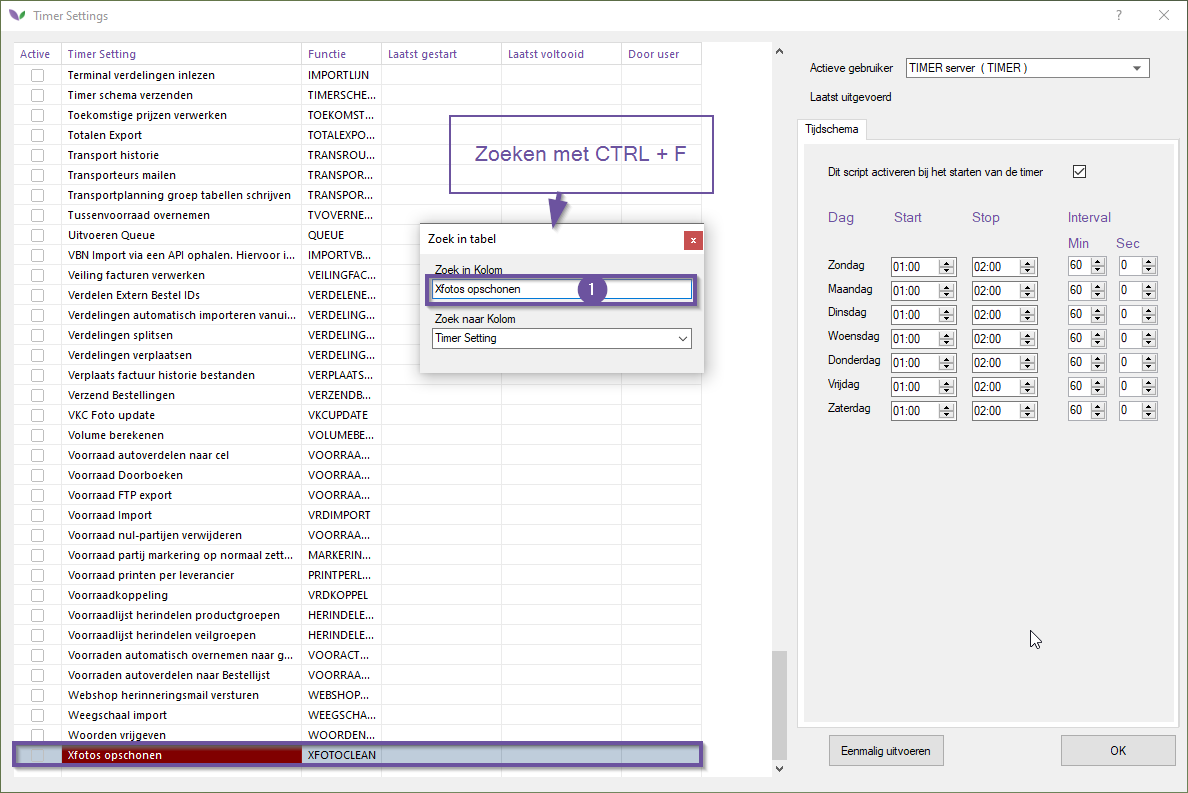 Timer Settings
?
Active Timer Setting Functie Laatst gestart Laatst voltooid Door user
Terminal verdelingen inlezen IMPORTLIJN
Timer schema verzenden TIMERSCHE...
Toekomstige prijzen verwerken TOEKOMST...
Totalen Export TOTALEXPO...
Transport historie TRANSROU...
Transporteurs mailen TRANSPOR...
Transportplanning groep tabellen schrijven TRANSPOR...
Tussenvoorraad overnemen TVOVERNE...
Uitvoeren Queue QUEUE
VBN Import via een API ophalen. Hiervoor i... IMPORTVB...
Veiling facturen verwerken VEILINGFAC...
Verdelen Extern Bestel IDs VERDELENE...
Verdelingen automatisch importeren vanui... VERDELING...
Verdelingen splitsen VERDELING...
Verdelingen verplaatsen VERDELING...
Verplaats factuur historie bestanden VERPLAATS...
Verzend Bestellingen VERZENDB...
VKC Foto update VKCUPDATE
Volume berekenen VOLUMEBE...
Voorraad autoverdelen naar cel VOORRAA...
Voorraad Doorboeken VOORRAA...
Voorraad FTP export VOORRAA...
Voorraad Import VRDIMPORT
Voorraad nul-partijen verwijderen VOORRAA...
Voorraad partij markering op normaal zett... MARKERIN...
Voorraad printen per leverancier PRINTPERL...
Voorraadkoppeling VRDKOPPEL
Voorraadlijst herindelen productgroepen HERINDELE...
Voorraadlijst herindelen veilgroepen HERINDELE...
Voorraden automatisch overnemen naar g... VOORACT...
Voorraden autoverdelen naar Bestellijst VOORRAA...
Webshop herinneringsmail versturen WEBSHOP...
Weegschaal import WEEGSCHA...
Woorden vrijgeven WOORDEN...
Xfotos opschonen XFOTOCLEAN
Zoeken met CTRL + F
Zoek in tabel x
Zoek in Kolom
Xfotos opschonen 1
Zoek naar Kolom
Timer Setting
Actieve gebruiker TIMER server ( TIMER )
Laatst uitgevoerd
Tijdschema
Dit script activeren bij het starten van de timer
Dag Start Stop Interval
Min Sec
Zondag 01:00 02:00 60 0
Maandag 01:00 02:00 60 0
Dinsdag 01:00 02:00 60 0
Woensdag 01:00 02:00 60 0
Donderdag 01:00 02:00 60 0
Vrijdag 01:00 02:00 60 0
Zaterdag 01:00 02:00 60 0
Eenmalig uitvoeren OK